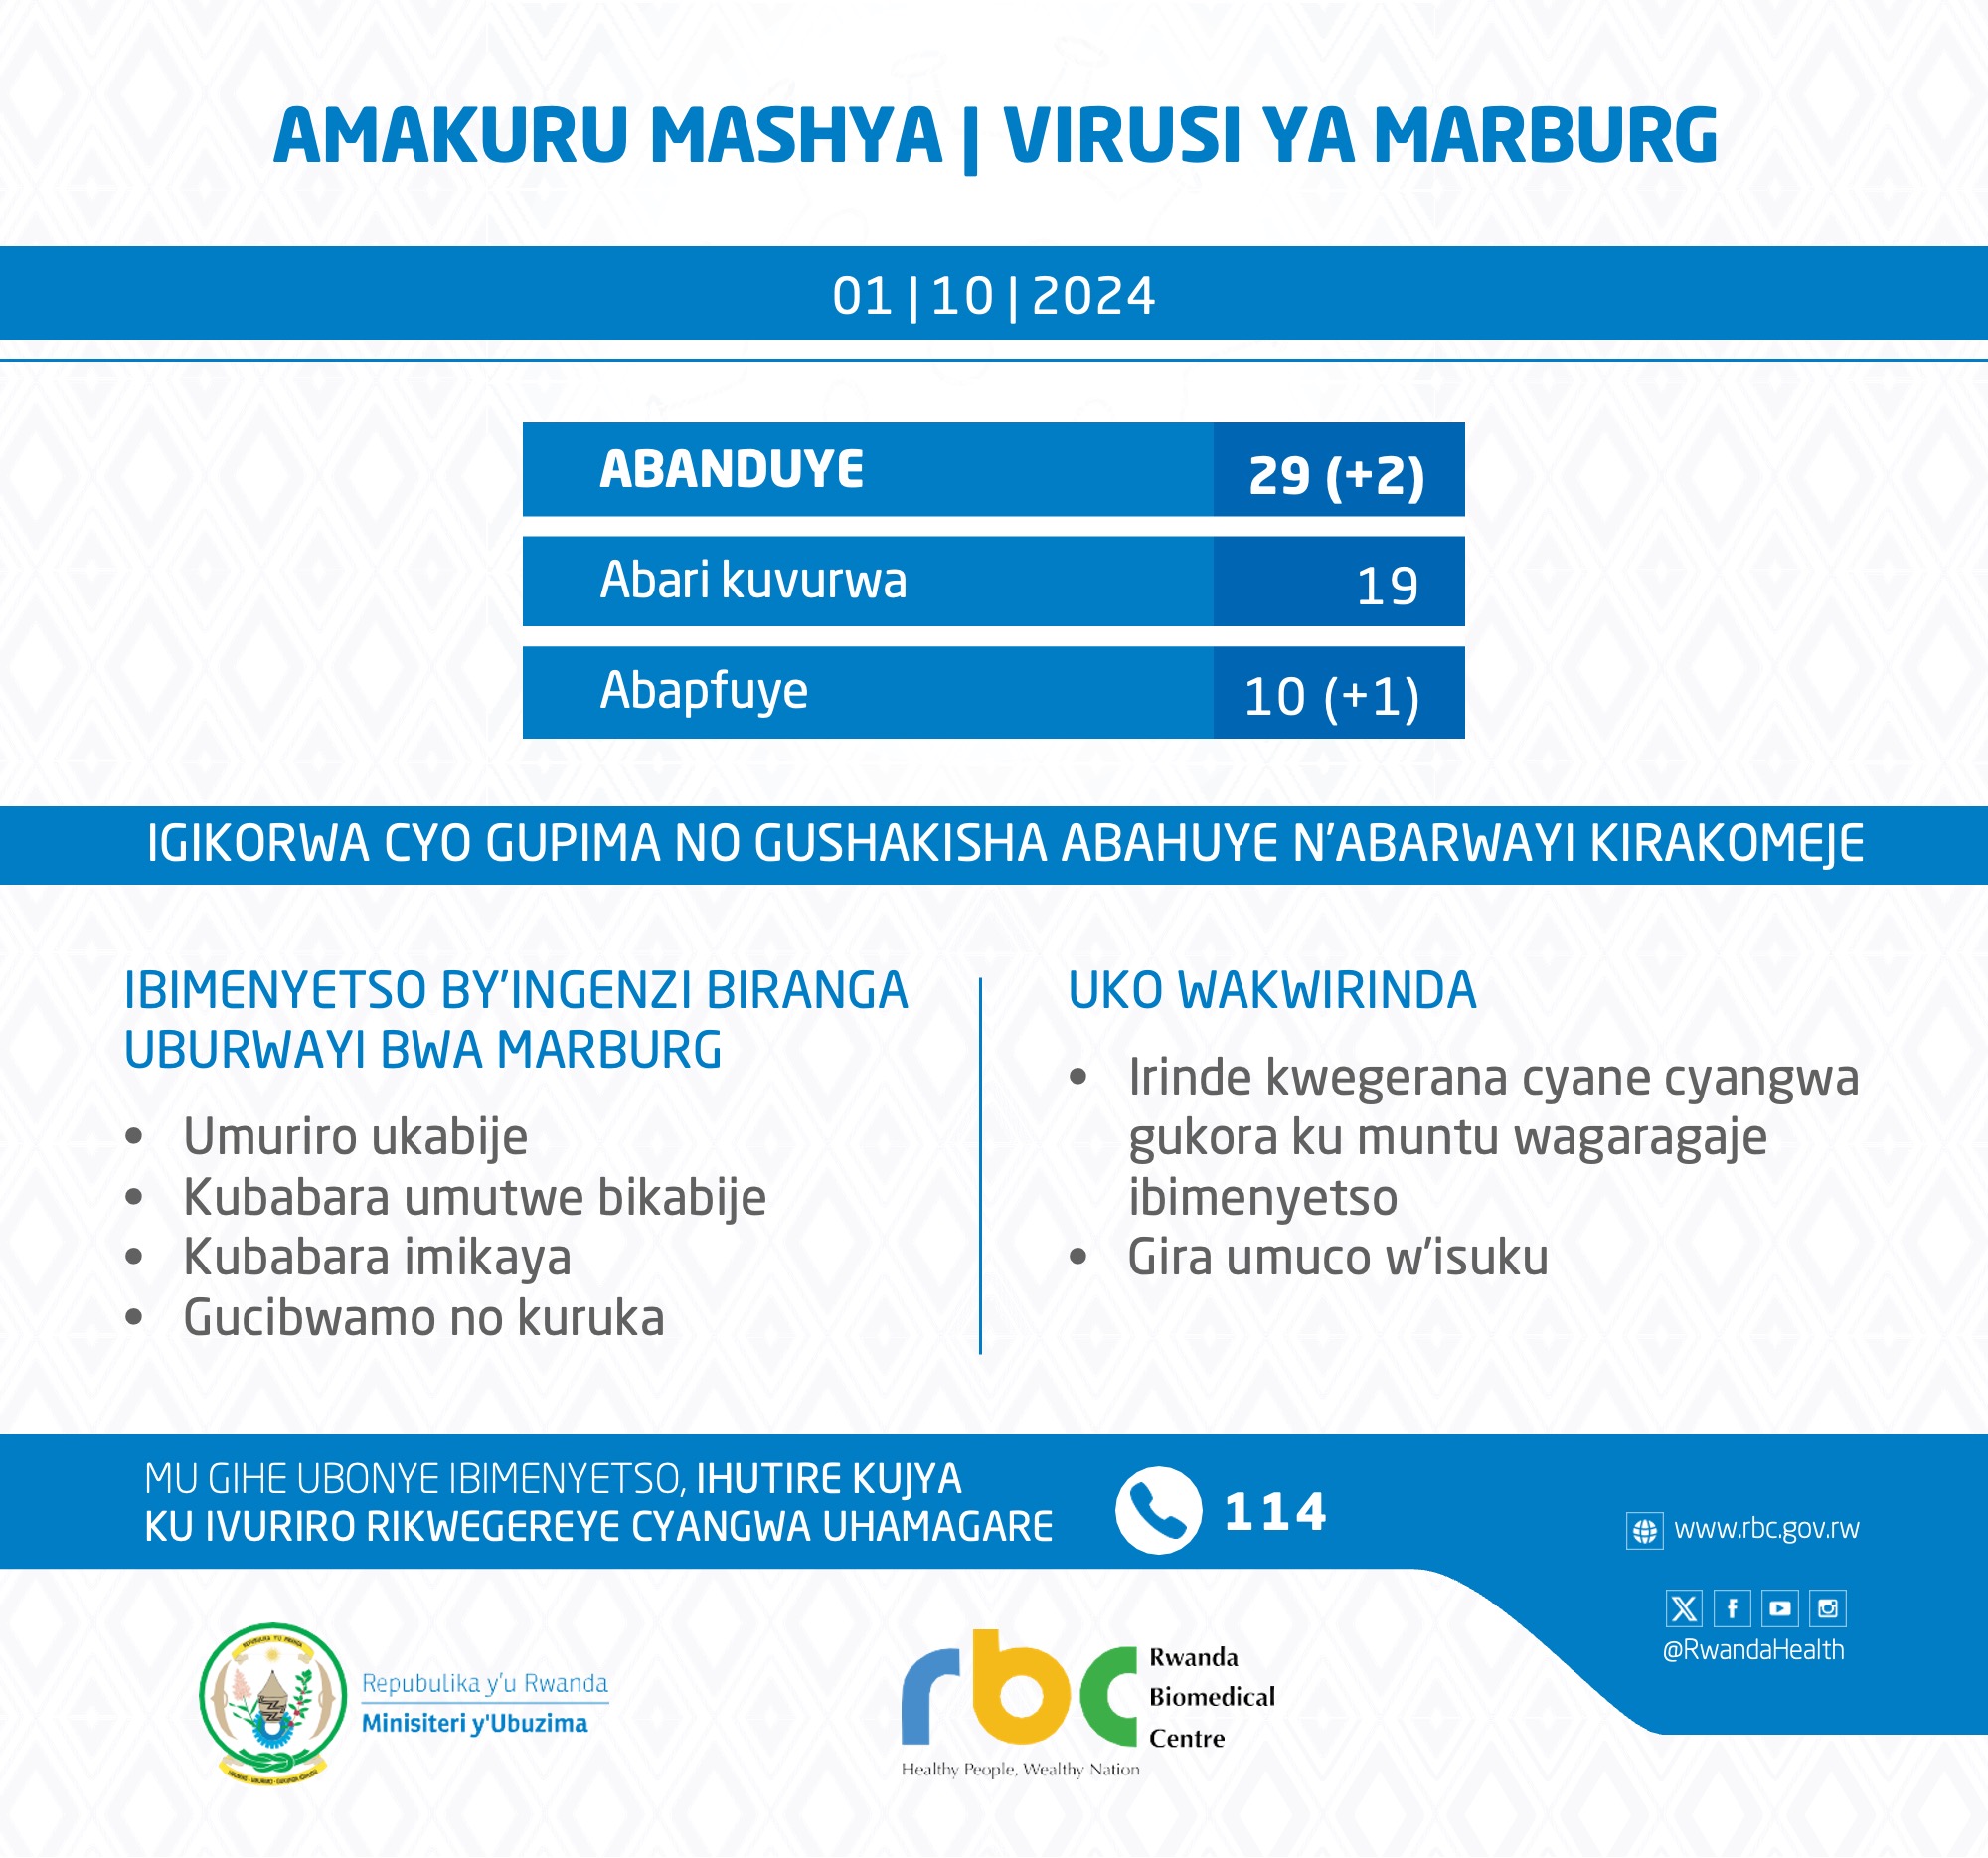 AMAKURU MASHYA | VIRUSI YA MARBURG
01 | 10 | 2024
ABANDUYE 29 (+2)
Abari kuvurwa 19
Abapfuye 10 (+1)
IGIKORWA CYO GUPIMA NO GUSHAKISHA ABAHUYE N'ABARWAYI KIRAKOMEJE
IBIMENYETSO BY'INGENZI BIRANGA
UBURWAYI BWA MARBURG
• Umuriro ukabije
• Kubabara umutwe bikabije
• Kubabara imikaya
• Gucibwamo no kuruka
UKO WAKWIRINDA
• Irinde kwegerana cyane cyangwa
gukora ku muntu wagaragaje
ibimenyetso
• Gira umuco w'isuku
MU GIHE UBONYE IBIMENYETSO, IHUTIRE KUJYA
KU IVURIRO RIKWEGEREYE CYANGWA UHAMAGARE
114
www.rbc.gov.rw
@RwandaHealth
Repubulika y'u Rwanda
Minisiteri y'Ubuzima
rbc
Rwanda
Biomedical
Centre
Healthy People, Wealthy Nation